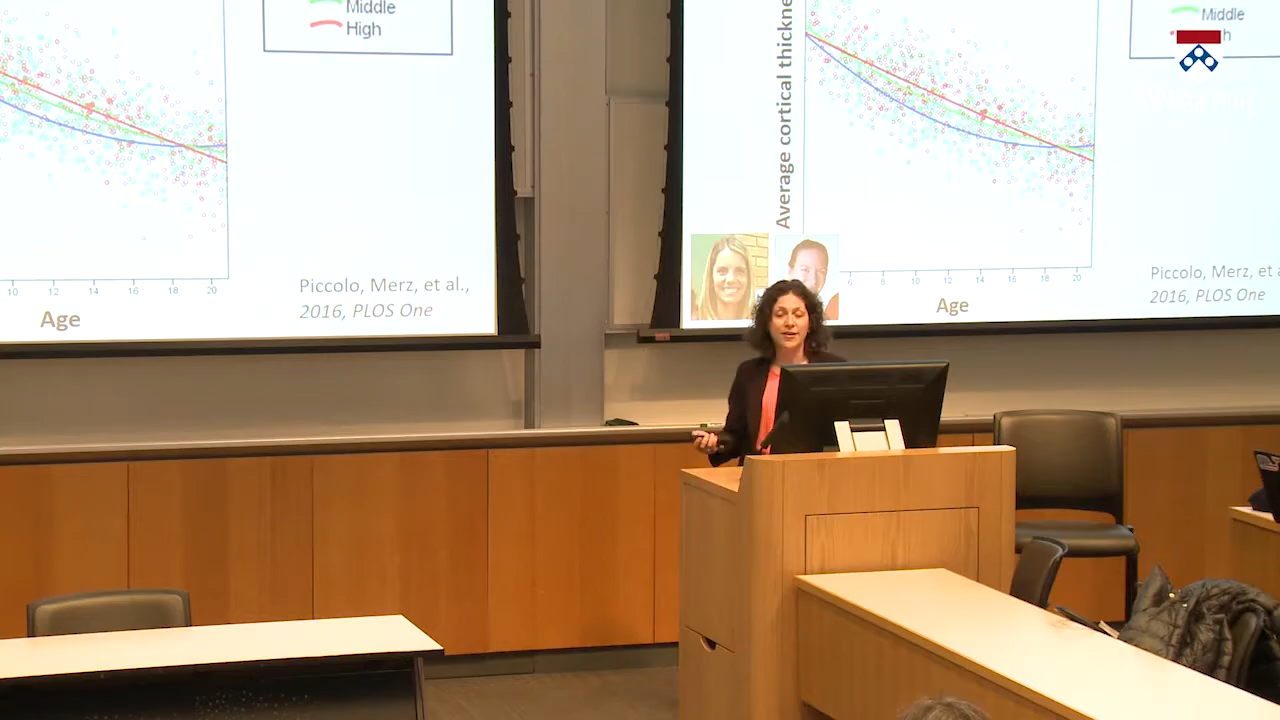 Middle
High
10
12
14
16
18
20
Age
Piccolo, Merz, et al.,
2016, PLOS One
Average cortical
Middle
6
8
10
12
14
16
18
20
Age
Piccolo, Merz, et
2016, PLOS One